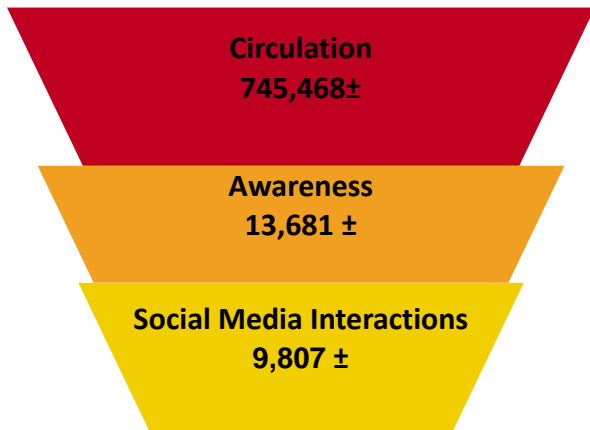 Circulation
745,468±
Awareness
13,681 ±
Social Media Interactions
9,807 ±